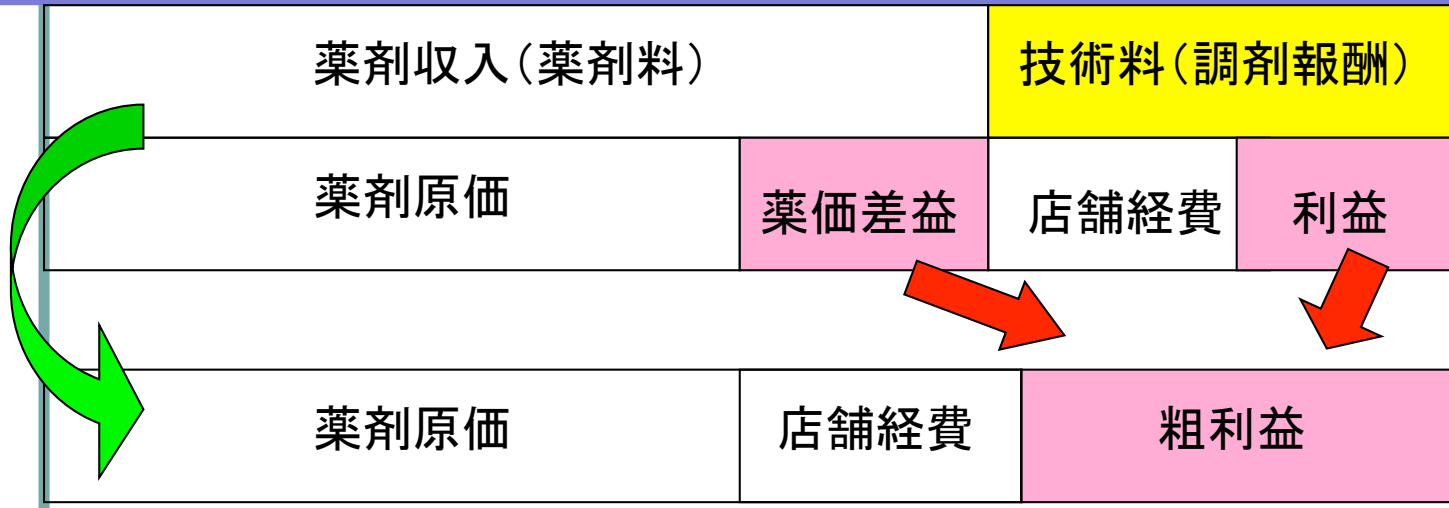 薬剤収入(薬剤料) 技術料(調剤報酬)
薬剤原価 薬価差益 店舗経費 利益
薬剤原価 店舗経費 粗利益